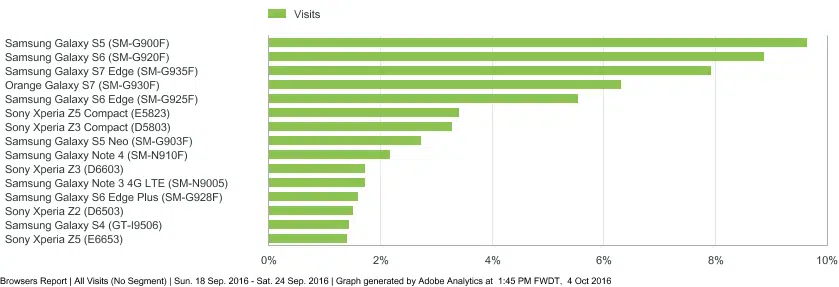 Visits
Samsung Galaxy S5 (SM-G900F)
Samsung Galaxy S6 (SM-G920F)
Samsung Galaxy S7 Edge (SM-G935F)
Orange Galaxy S7 (SM-G930F)
Samsung Galaxy S6 Edge (SM-G925F)
Sony Xperia Z5 Compact (E5823)
Sony Xperia Z3 Compact (D5803)
Samsung Galaxy S5 Neo (SM-G903F)
Samsung Galaxy Note 4 (SM-N910F)
Sony Xperia Z3 (D6603)
Samsung Galaxy Note 3 4G LTE (SM-N9005)
Samsung Galaxy S6 Edge Plus (SM-G928F)
Sony Xperia Z2 (D6503)
Samsung Galaxy S4 (GT-I9506)
Sony Xperia Z5 (E6653)
0% 2% 4% 6% 8% 10%
Browsers Report | All Visits (No Segment) | Sun. 18 Sep. 2016 - Sat. 24 Sep. 2016 | Graph generated by Adobe Analytics at 1:45 PM FWDT, 4 Oct 2016